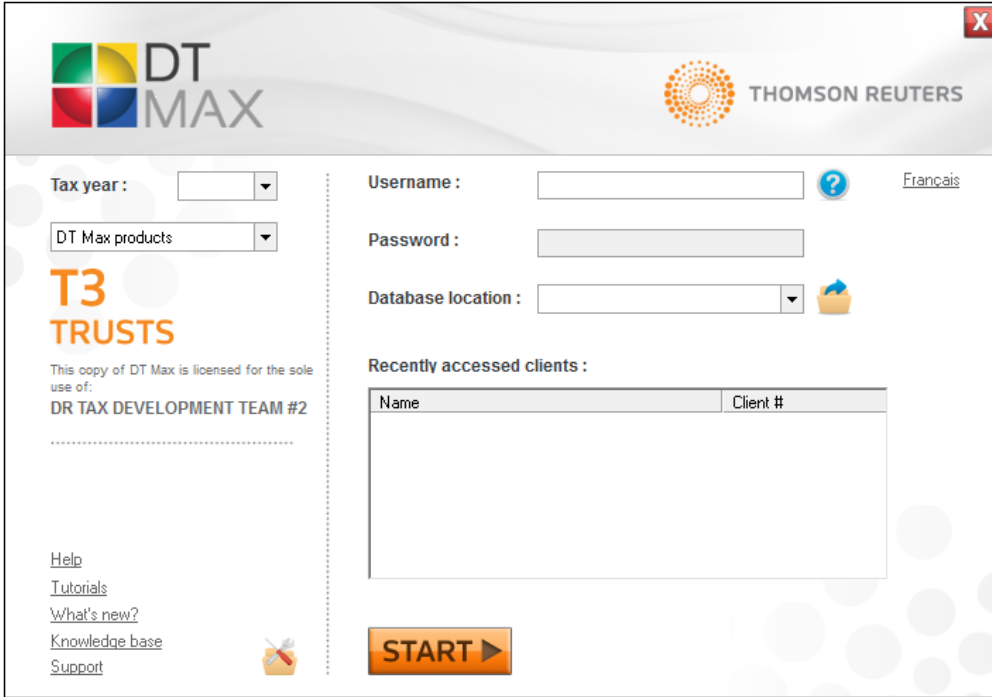 X
DT
MAX
THOMSON REUTERS
Tax year :
DT Max products
T3
TRUSTS
This copy of DT Max is licensed for the sole
use of:
DR TAX DEVELOPMENT TEAM #2
Help
Tutorials
What's new?
Knowledge base
Support
Username :
?
Français
Password :
Database location :
Recently accessed clients :
Name Client #
START